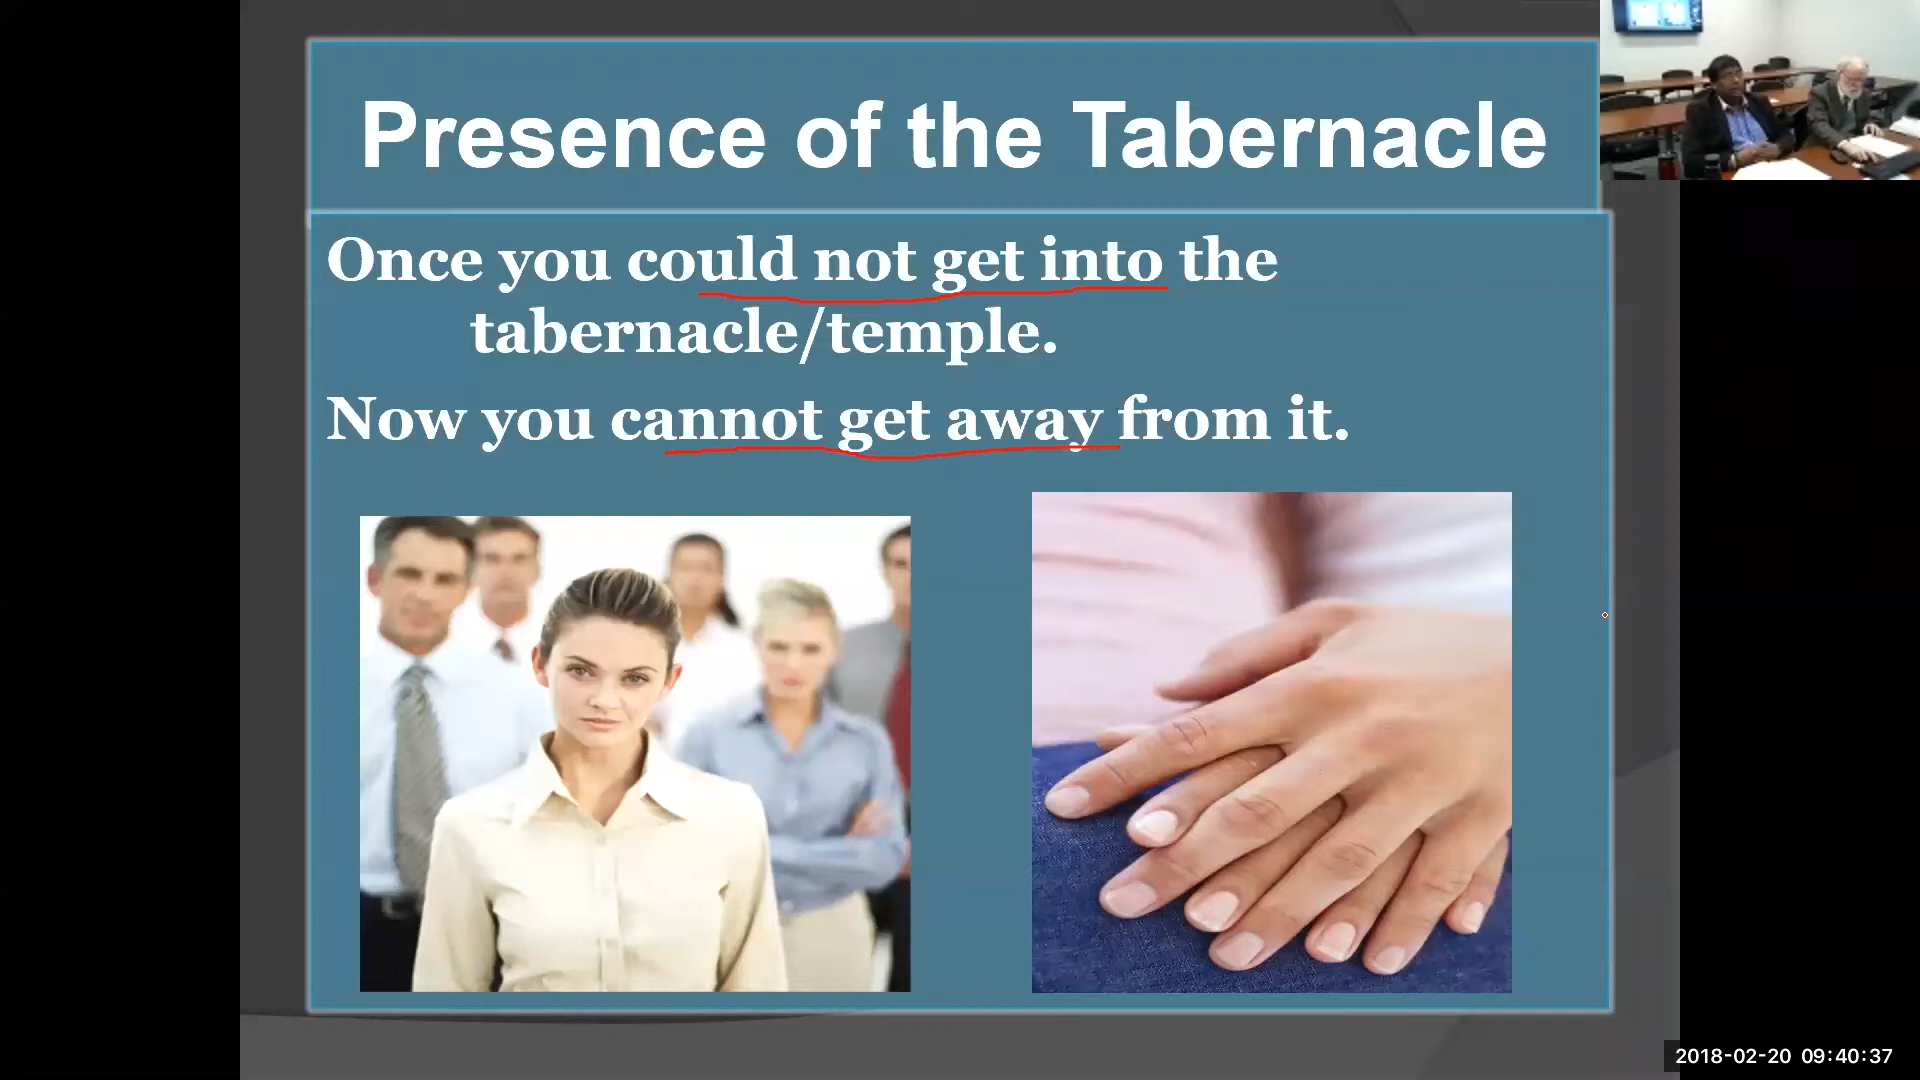 Presence of the Tabernacle
Once you could not get into the
tabernacle/temple.
Now you cannot get away from it.
2018-02-20 09:40:37